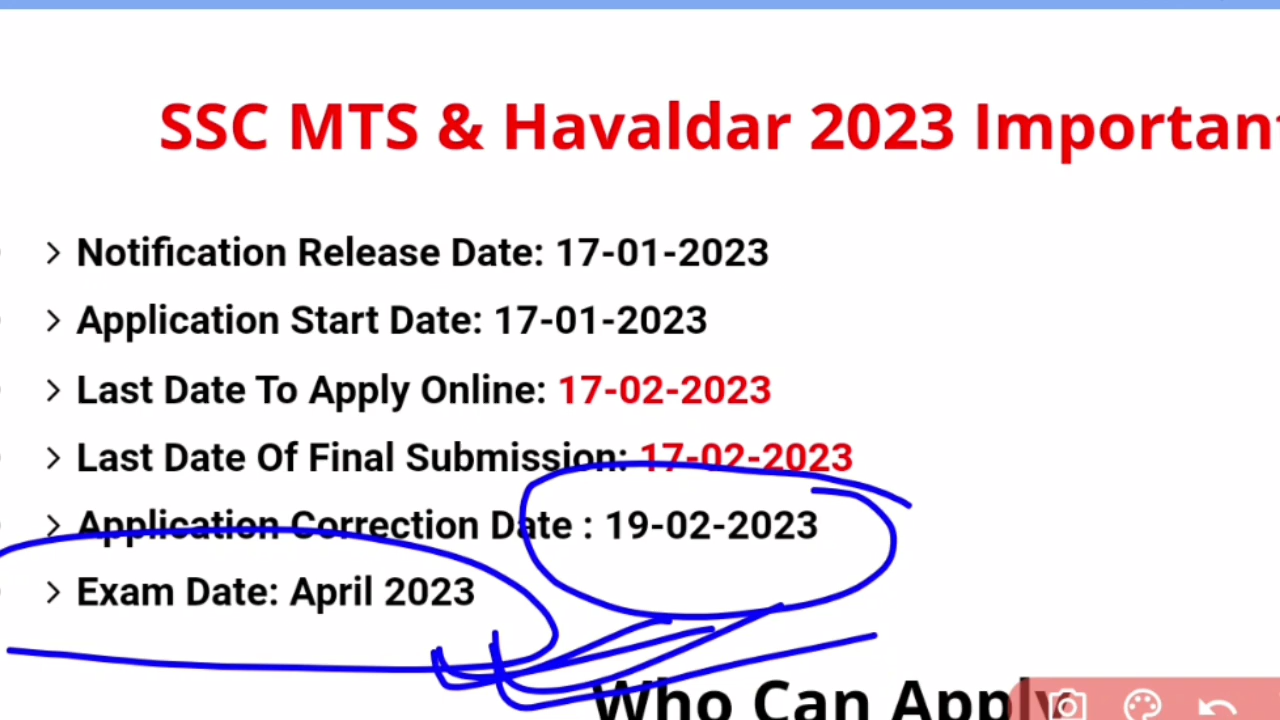 SSC MTS & Havaldar 2023 Important
> Notification Release Date: 17-01-2023
> Application Start Date: 17-01-2023
> Last Date To Apply Online: 17-02-2023
> Last Date Of Final Submission: 17-02-2023
> Application Correction Date : 19-02-2023
> Exam Date: April 2023
Who Can Apply